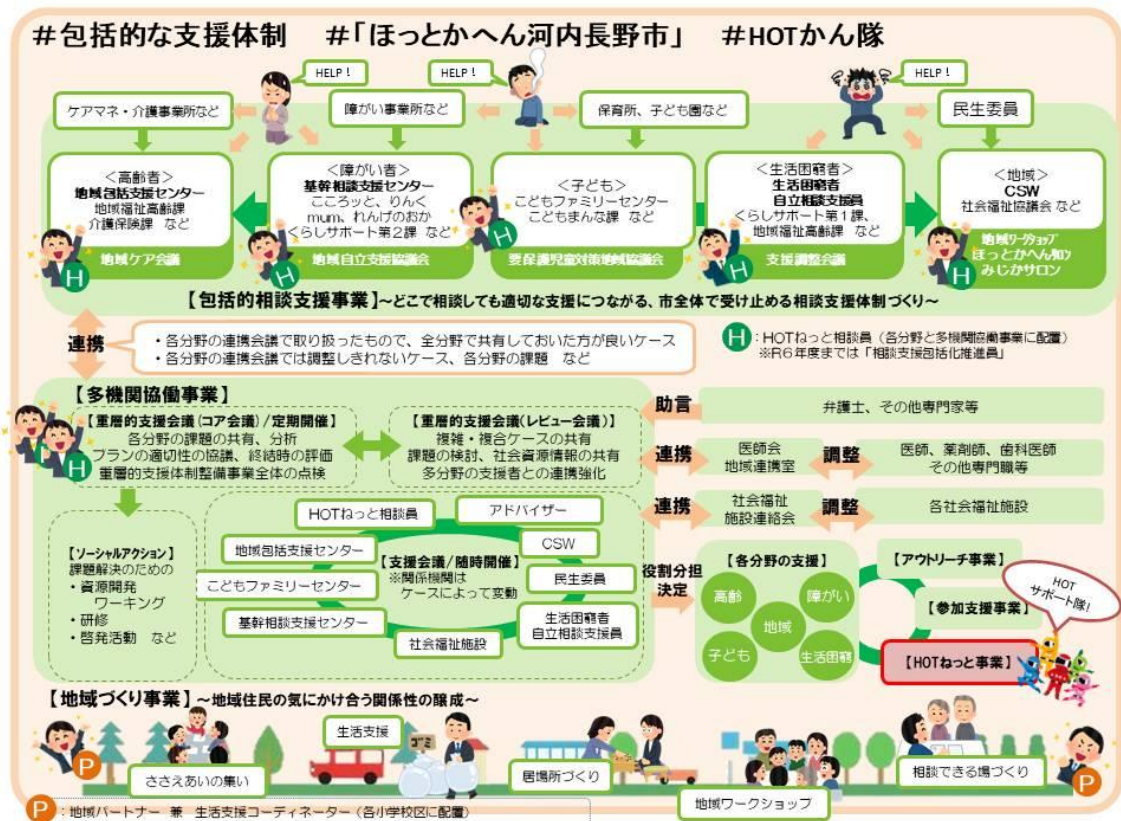 #包括的な支援体制　#「ほっとかへん河内長野市」　#HOTかん隊
HELP！
HELP！
HELP！
ケアマネ・介護事業所など
障がい事業所など
保育所、子ども園など
民生委員
＜高齢者＞
地域包括支援センター
地域福祉高齢課
介護保険課 など
地域ケア会議
＜障がい者＞
基幹相談支援センター
こころッと、りんく
mum、れんげのおか
くらしサポート第２課 など
地域自立支援協議会
＜子ども＞
こどもファミリーセンター
こどもまんな課 など
要保護児童対策地域協議会
＜生活困窮者＞
生活困窮者
自立相談支援員
くらしサポート第１課、
地域福祉高齢課 など
支援調整会議
＜地域＞
CSW
社会福祉協議会 など
地域ワークショップ
ほっとかへん知ッ
みじかサロン
H
H
H
H
H
【包括的相談支援事業】～どこで相談しても適切な支援につながる、市全体で受け止める相談支援体制づくり～
連携
・各分野の連携会議で取り扱ったもので、全分野で共有しておいた方が良いケース
・各分野の連携会議では調整しきれないケース、各分野の課題　など
H：HOTねっと相談員（各分野と多機関協働事業に配置）
※R６年度までは「相談支援包括化推進員」
【多機関協働事業】
H
H
【重層的支援会議(コア会議)/定期開催】
各分野の課題の共有、分析
プランの適切性の協議、終結時の評価
重層的支援体制整備事業全体の点検
【重層的支援会議(レビュー会議)】
複雑・複合ケースの共有
課題の検討、社会資源情報の共有
多分野の支援者との連携強化
助言
弁護士、その他専門家等
連携
医師会
地域連携室
調整
医師、薬剤師、歯科医師
その他専門職等
連携
社会福祉
施設連絡会
調整
各社会福祉施設
【ソーシャルアクション】
課題解決のための
・資源開発
ワーキング
・研修
・啓発活動　など
HOTねっと相談員
アドバイザー
地域包括支援センター
CSW
こどもファミリーセンター
民生委員
基幹相談支援センター
生活困窮者
自立相談支援員
社会福祉施設
【支援会議/随時開催】
※関係機関は
ケースによって変動
役割分担
決定
【各分野の支援】
高齢
障がい
地域
子ども
生活困窮
【アウトリーチ事業】
【参加支援事業】
【HOTねっと事業】
HOT
サポート隊！
【地域づくり事業】～地域住民の気にかけ合う関係性の醸成～
P
ささえあいの集い
生活支援
ゴミ
居場所づくり
地域ワークショップ
相談できる場づくり
P
P：地域パートナー 兼 生活支援コーディネーター（各小学校区に配置）